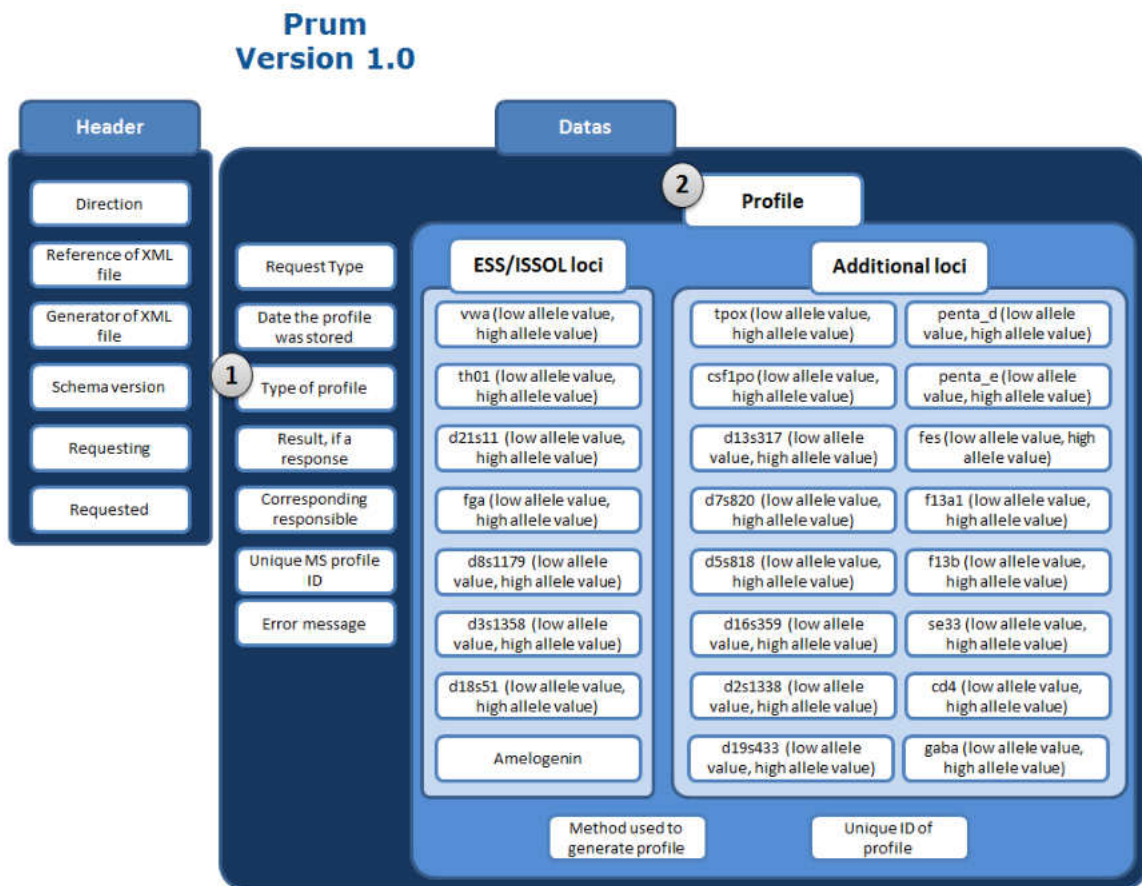 Prum
Version 1.0
Header
Direction
Reference of XML
file
Generator of XML
file
Schema version
Requesting
Requested
Datas
Request Type
Date the profile
was stored
1
Type of profile
Result, if a
response
Corresponding
responsible
Unique MS profile
ID
Error message
2
Profile
ESS/ISSOL loci
vwa (low allele value,
high allele value)
th01 (low allele value,
high allele value)
d21s11 (low allele value,
high allele value)
fga (low allele value,
high allele value)
d8s1179 (low allele
value, high allele value)
d3s1358 (low allele
value, high allele value)
d18s51 (low allele value,
high allele value)
Amelogenin
Additional loci
tpox (low allele value,
high allele value)
csf1po (low allele value,
high allele value)
d13s317 (low allele
value, high allele value)
d7s820 (low allele value,
high allele value)
d5s818 (low allele value,
high allele value)
d16s359 (low allele
value, high allele value)
d2s1338 (low allele
value, high allele value)
d19s433 (low allele
value, high allele value)
penta_d (low allele
value, high allele value)
penta_e (low allele
value, high allele value)
fes (low allele value, high
allele value)
f13a1 (low allele value,
high allele value)
f13b (low allele value,
high allele value)
se33 (low allele value,
high allele value)
cd4 (low allele value,
high allele value)
gaba (low allele value,
high allele value)
Method used to
generate profile
Unique ID of
profile